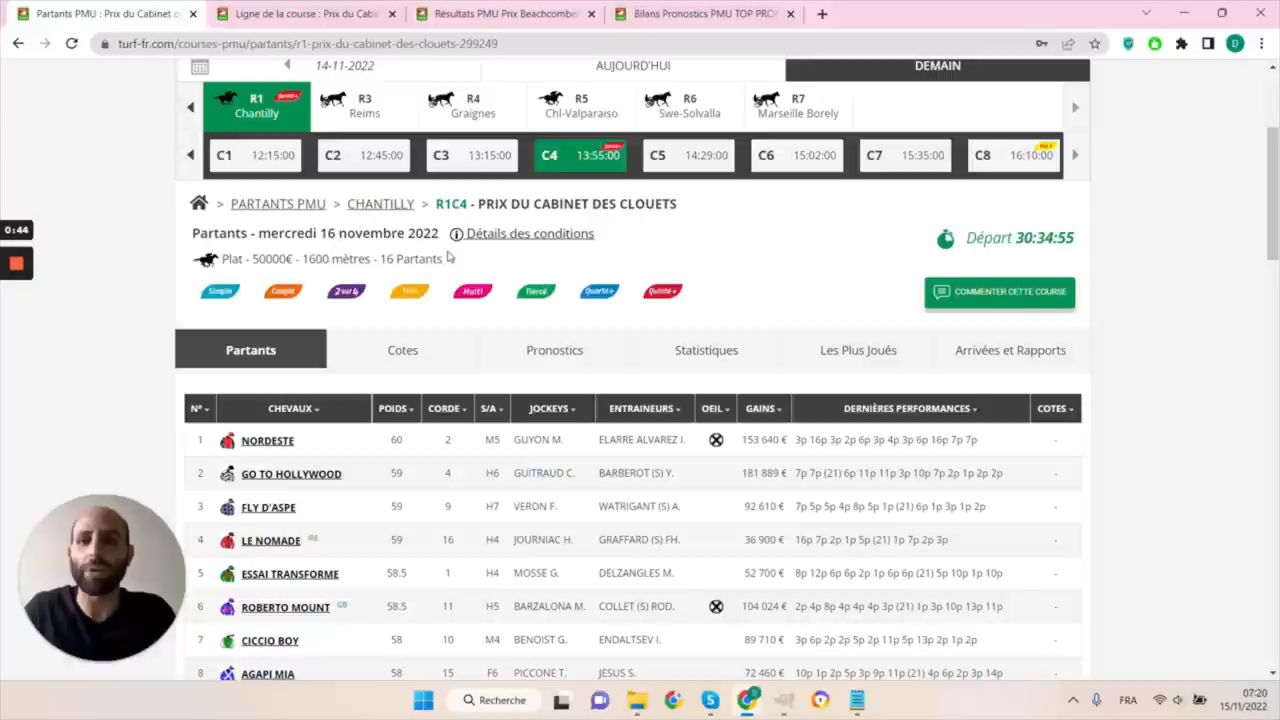 Partants PMU : Prix du Cabinet d
Ligne de la course : Prix du Cabi
Résultats PMU Prix Beachcombe
Bilans Pronostics PMU TOP PRO
turf-fr.com/courses-pmu/partants/r1-prix-du-cabinet-des-clouets-299249
14-11-2022 AUJOURD'HUI DEMAIN
R1 Chantilly
R3 Reims
R4 Graignes
R5 Chl-Valparaiso
R6 Swe-Solvalla
R7 Marseille Borely
C1 12:15:00 C2 12:45:00 C3 13:15:00 C4 13:55:00 C5 14:29:00 C6 15:02:00 C7 15:35:00 C8 16:10:00
> PARTANTS PMU > CHANTILLY > R1C4 - PRIX DU CABINET DES CLOUETS
0:44
Partants - mercredi 16 novembre 2022 Détails des conditions
Départ 30:34:55
Plat - 50000€ - 1600 mètres - 16 Partants
Simple Couplé 2 sur 4 Multi Tiercé Quarté+ Quinté+
COMMENTER CETTE COURSE
Partants Cotes Pronostics Statistiques Les Plus Joués Arrivées et Rapports
N° CHEVAUX POIDS CORDE S/A JOCKEYS ENTRAINEURS OEIL GAINS DERNIÈRES PERFORMANCES COTES
1 NORDESTE 60 2 M5 GUYON M. ELARRE ALVAREZ I. 153 640 € 3p 16p 3p 2p 6p 3p 4p 3p 6p 16p 7p 7p -
2 GO TO HOLLYWOOD 59 4 H6 GUITRAUD C. BARBEROT (S) Y. 181 889 € 7p 7p (21) 6p 11p 11p 3p 10p 7p 2p 1p 2p 2p -
3 FLY D'ASPE 59 9 H7 VERON F. WATRIGANT (S) A. 92 610 € 7p 5p 5p 4p 8p 5p 1p (21) 6p 1p 3p 1p 2p -
4 LE NOMADE 59 16 H4 JOURNIAC H. GRAFFARD (S) FH. 36 900 € 16p 7p 2p 1p 5p (21) 1p 7p 2p 3p -
5 ESSAI TRANSFORME 58.5 1 H4 MOSSE G. DELZANGLES M. 52 700 € 8p 12p 6p 6p 2p 1p 6p 6p (21) 5p 10p 1p 10p -
6 ROBERTO MOUNT GB 58.5 11 H5 BARZALONA M. COLLET (S) ROD. 104 024 € 2p 4p 8p 4p 4p 4p 3p (21) 1p 3p 10p 13p 11p -
7 CICCIO BOY 58 10 M4 BENOIST G. ENDALTSEV I. 89 710 € 3p 6p 2p 2p 5p 2p 11p 5p 13p 2p 1p 2p -
8 AGAPI MIA 58 15 F6 PICCONE T. JESUS S. 72 460 € 10p 1p 2p 5p 3p 9p 11p (21) 4p 6p 2p 3p 14p -
Recherche
FRA
07:20
15/11/2022